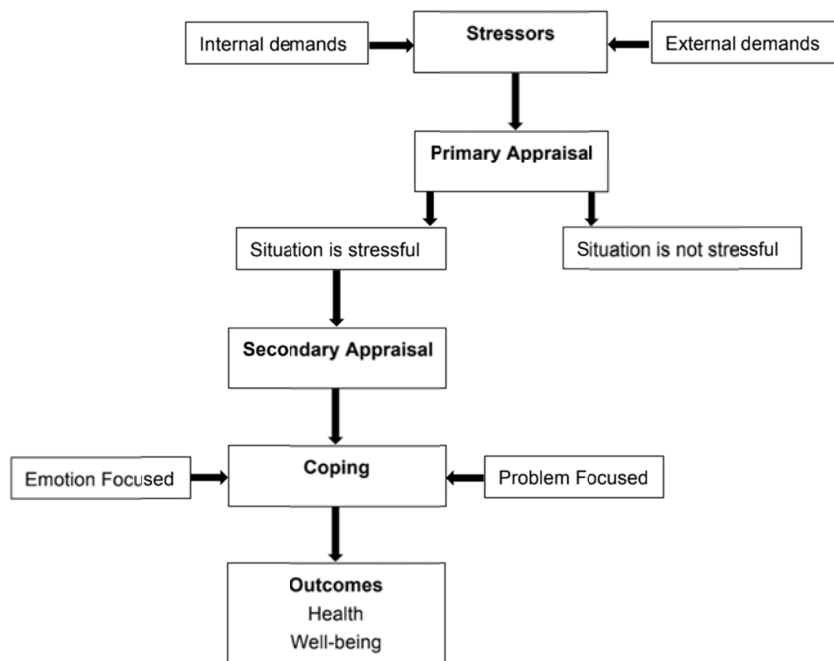 Stressors
Internal demands
External demands
Primary Appraisal
Situation is stressful
Situation is not stressful
Secondary Appraisal
Coping
Emotion Focused
Problem Focused
Outcomes
Health
Well-being